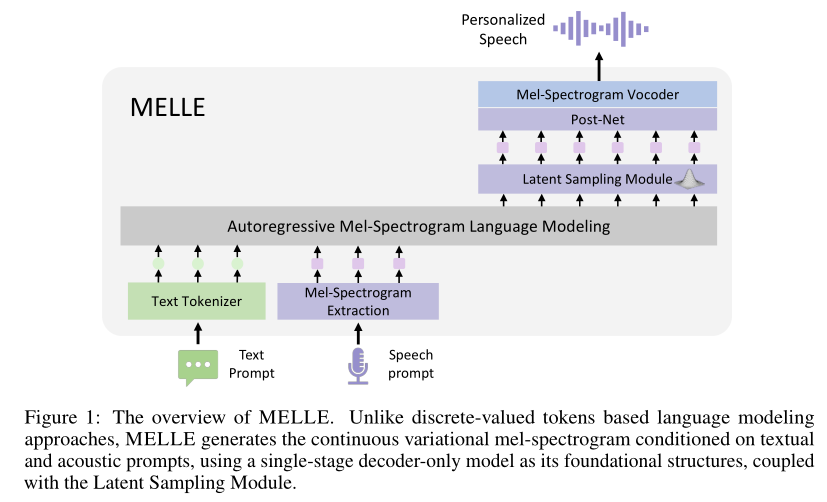 Personalized
Speech
MELLE
Mel-Spectrogram Vocoder
Post-Net
Latent Sampling Module
Autoregressive Mel-Spectrogram Language Modeling
Text Tokenizer
Mel-Spectrogram
Extraction
Text
Prompt
Speech
prompt
Figure 1: The overview of MELLE. Unlike discrete-valued tokens based language modeling
approaches, MELLE generates the continuous variational mel-spectrogram conditioned on textual
and acoustic prompts, using a single-stage decoder-only model as its foundational structures, coupled
with the Latent Sampling Module.